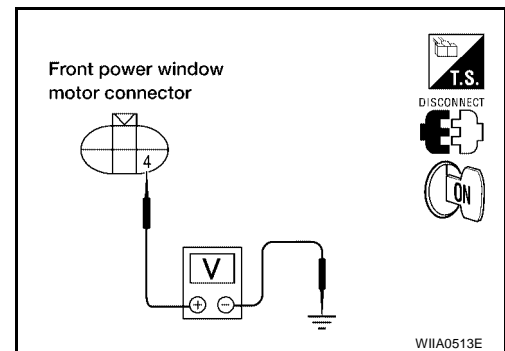 Front power window
motor connector
T.S.
DISCONNECT
4
ON
V
+ −
WIIA0513E